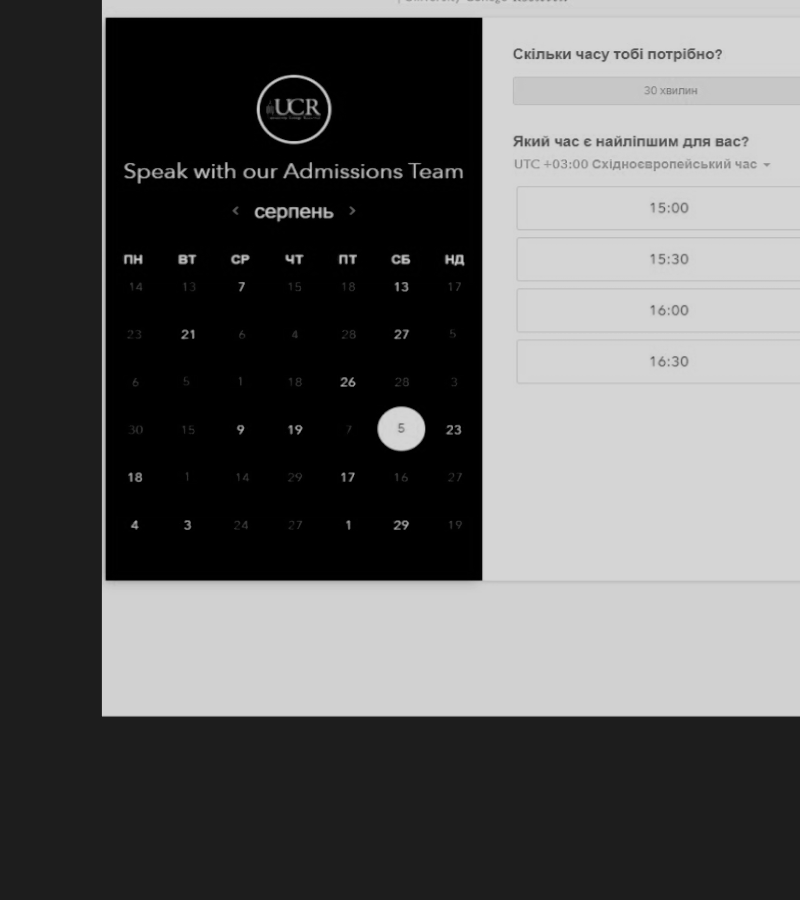 UCR
Скільки часу тобі потрібно?
30 хвилин
Speak with our Admissions Team
Який час є найліпшим для вас?
UTC +03:00 Східноєвропейський час
серпень
15:00
15:30
16:00
16:30
ПН ВТ СР ЧТ ПТ СБ НД
14 13 7 15 18 13 17
23 21 6 4 28 27 5
6 5 1 18 26 28 3
30 15 9 19 7 5 23
18 1 14 29 17 16 27
4 3 24 27 1 29 19